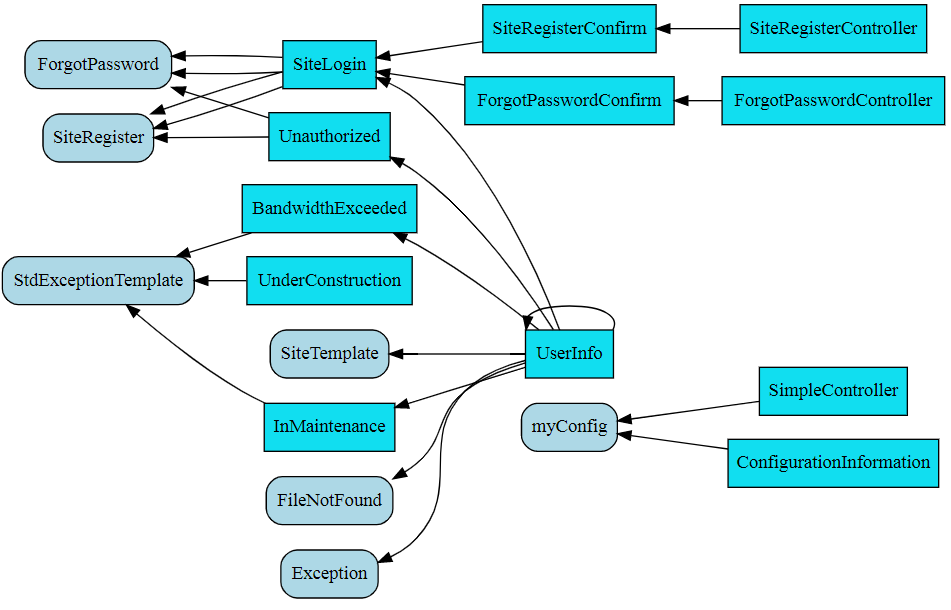 SiteRegisterConfirm
SiteRegisterController
ForgotPassword
SiteLogin
ForgotPasswordConfirm
ForgotPasswordController
SiteRegister
Unauthorized
BandwidthExceeded
StdExceptionTemplate
UnderConstruction
SiteTemplate
UserInfo
SimpleController
InMaintenance
myConfig
ConfigurationInformation
FileNotFound
Exception